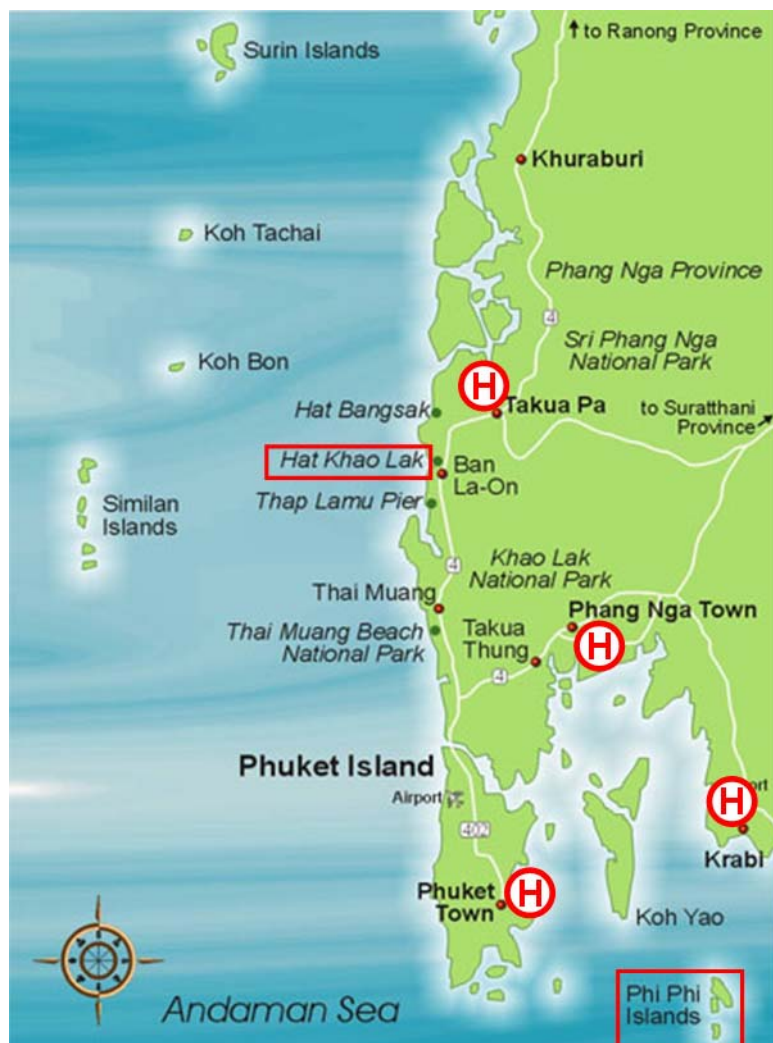 to Ranong Province
Surin Islands
Khuraburi
Koh Tachai
Phang Nga Province
4
Sri Phang Nga
National Park
Koh Bon
H
Hat Bangsak
Takua Pa
to Suratthani
Province
Hat Khao Lak
Ban
La-On
Similan
Islands
Thap Lamu Pier
4
Khao Lak
National Park
Thai Muang
Phang Nga Town
Thai Muang Beach
National Park
Takua
Thung
H
4
Phuket Island
Airport
H
ort
402
Krabi
Phuket
Town
H
Koh Yao
Phi Phi
Islands
Andaman Sea